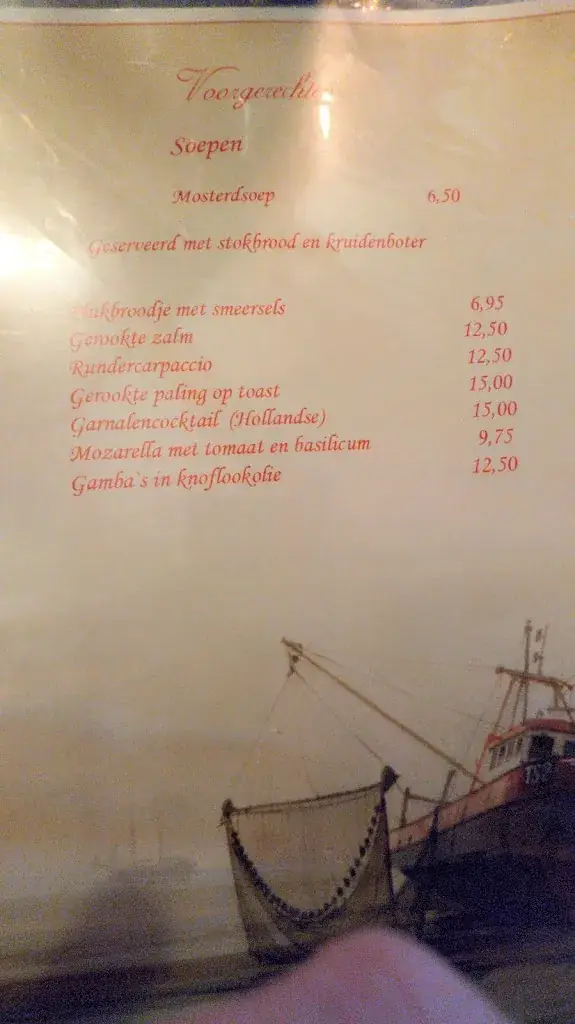 Voorgerechten
Soepen
Mosterdsoep 6,50
Geserveerd met stokbrood en kruidenboter
Plukbroodje met smeersels 6,95
Gerookte zalm 12,50
Rundercarpaccio 12,50
Gerookte paling op toast 15,00
Garnalencocktail (Hollandse) 15,00
Mozarella met tomaat en basilicum 9,75
Gamba`s in knoflookolie 12,50